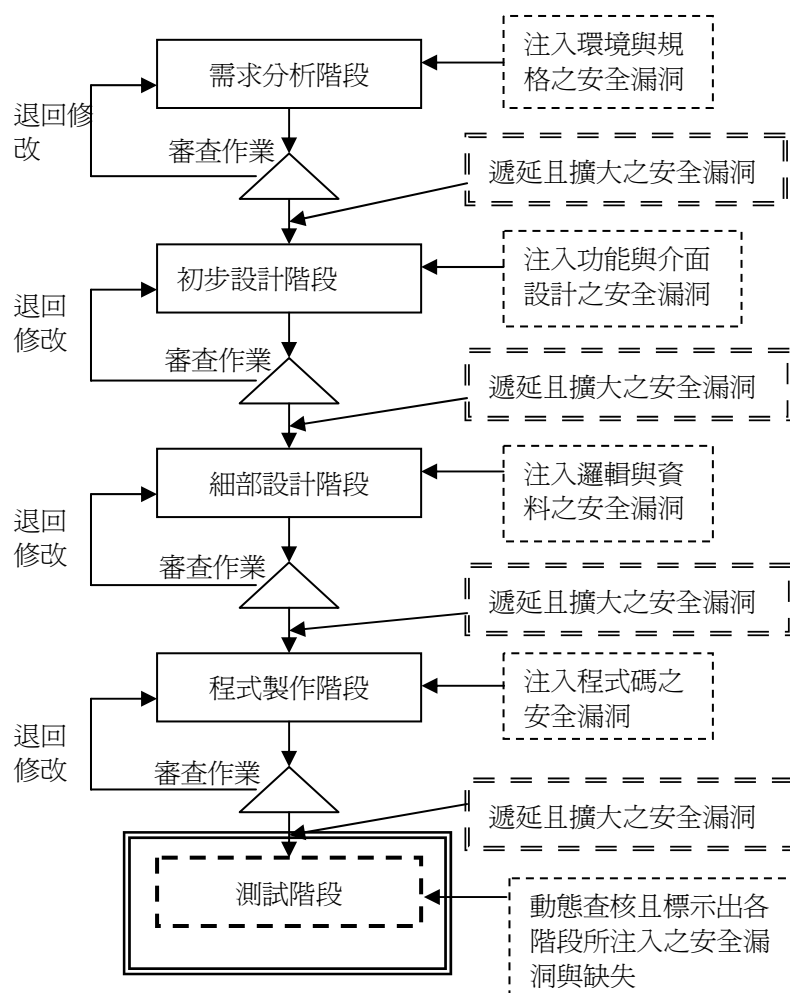 需求分析階段
注入環境與規
格之安全漏洞
退回修
改
審查作業
遞延且擴大之安全漏洞
初步設計階段
注入功能與介面
設計之安全漏洞
退回
修改
審查作業
遞延且擴大之安全漏洞
細部設計階段
注入邏輯與資
料之安全漏洞
退回
修改
審查作業
遞延且擴大之安全漏洞
程式製作階段
注入程式碼之
安全漏洞
退回
修改
審查作業
遞延且擴大之安全漏洞
測試階段
動態查核且標示出各
階段所注入之安全漏
洞與缺失